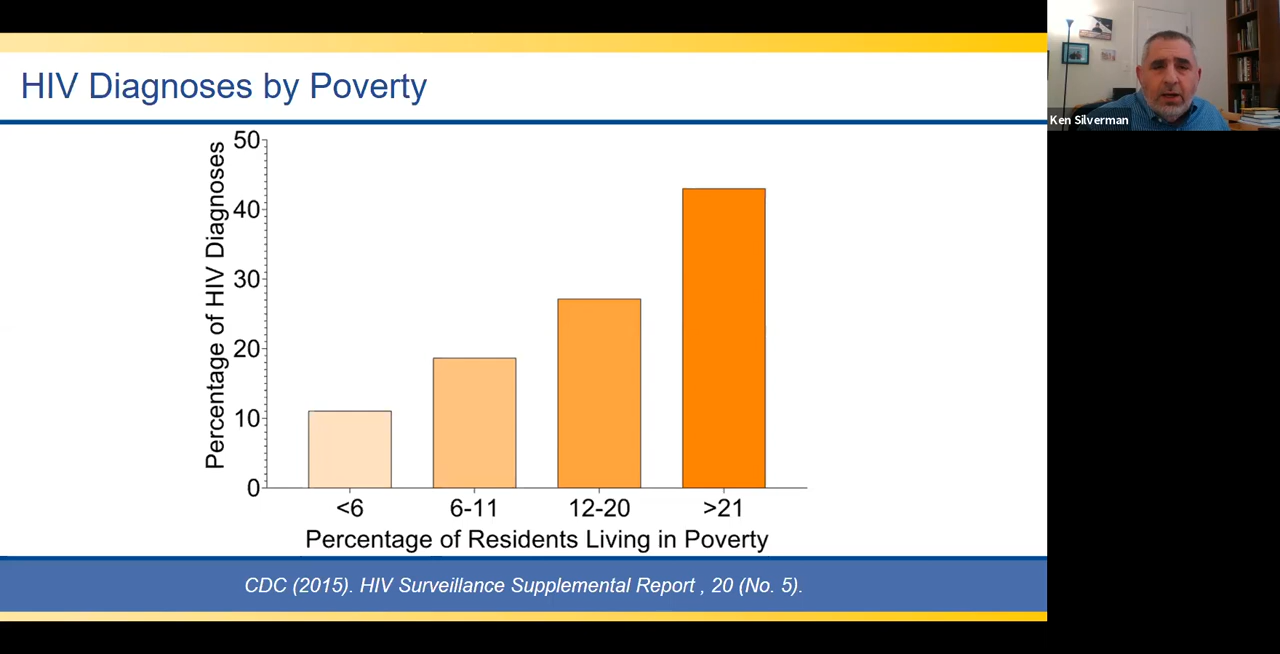 HIV Diagnoses by Poverty
Ken Silverman
Percentage of HIV Diagnoses
50
40
30
20
10
0
<6
6-11
12-20
>21
Percentage of Residents Living in Poverty
CDC (2015). HIV Surveillance Supplemental Report , 20 (No. 5).